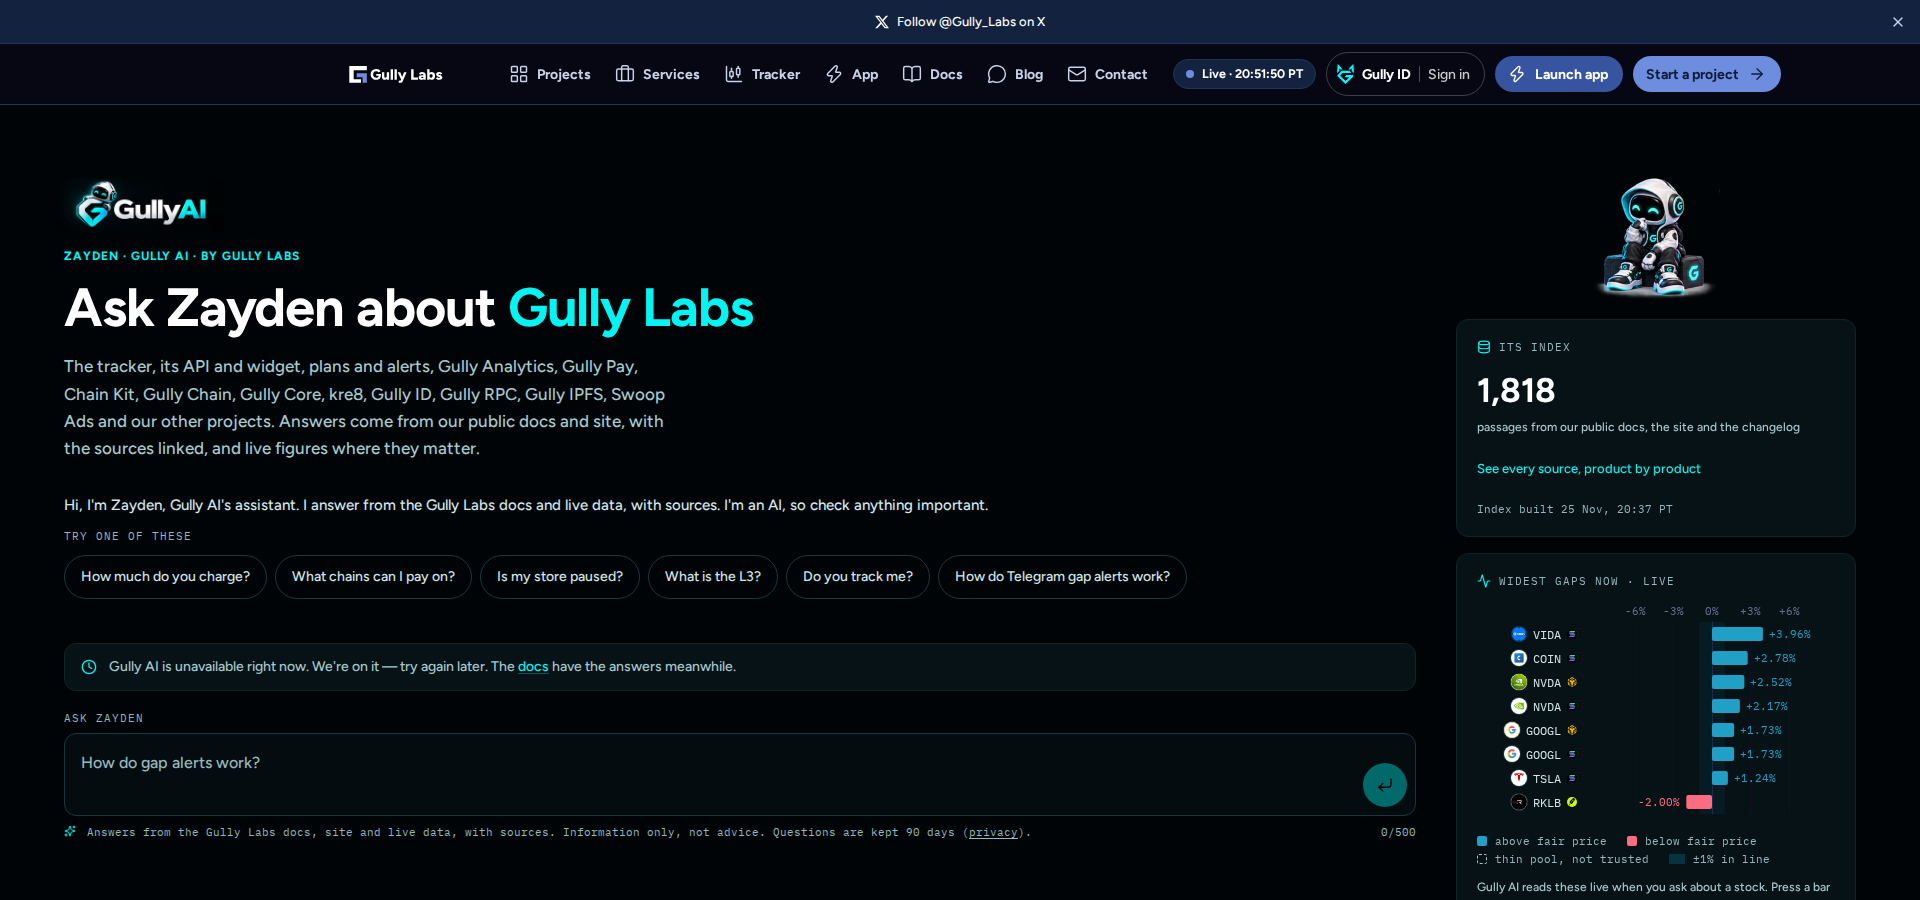 Follow @Gully_Labs on X
Gully Labs
Projects
Services
Tracker
App
Docs
Blog
Contact
Live · 20:51:50 PT
Gully ID | Sign in
Launch app
Start a project
GullyAI
ZAYDEN · GULLY AI · BY GULLY LABS
Ask Zayden about Gully Labs
The tracker, its API and widget, plans and alerts, Gully Analytics, Gully Pay,
Chain Kit, Gully Chain, Gully Core, kre8, Gully ID, Gully RPC, Gully IPFS, Swoop
Ads and our other projects. Answers come from our public docs and site, with
the sources linked, and live figures where they matter.
Hi, I'm Zayden, Gully AI's assistant. I answer from the Gully Labs docs and live data, with sources. I'm an AI, so check anything important.
TRY ONE OF THESE
How much do you charge?
What chains can I pay on?
Is my store paused?
What is the L3?
Do you track me?
How do Telegram gap alerts work?
Gully AI is unavailable right now. We're on it — try again later. The docs have the answers meanwhile.
ASK ZAYDEN
How do gap alerts work?
Answers from the Gully Labs docs, site and live data, with sources. Information only, not advice. Questions are kept 90 days (privacy).
0/500
ITS INDEX
1,818
passages from our public docs, the site and the changelog
See every source, product by product
Index built 25 Nov, 20:37 PT
WIDEST GAPS NOW · LIVE
-6% -3% 0% +3% +6%
VIDA +3.96%
COIN +2.78%
NVDA +2.52%
NVDA +2.17%
GOOGL +1.73%
GOOGL +1.73%
TSLA +1.24%
RKLB -2.00%
above fair price
below fair price
thin pool, not trusted
±1% in line
Gully AI reads these live when you ask about a stock. Press a bar